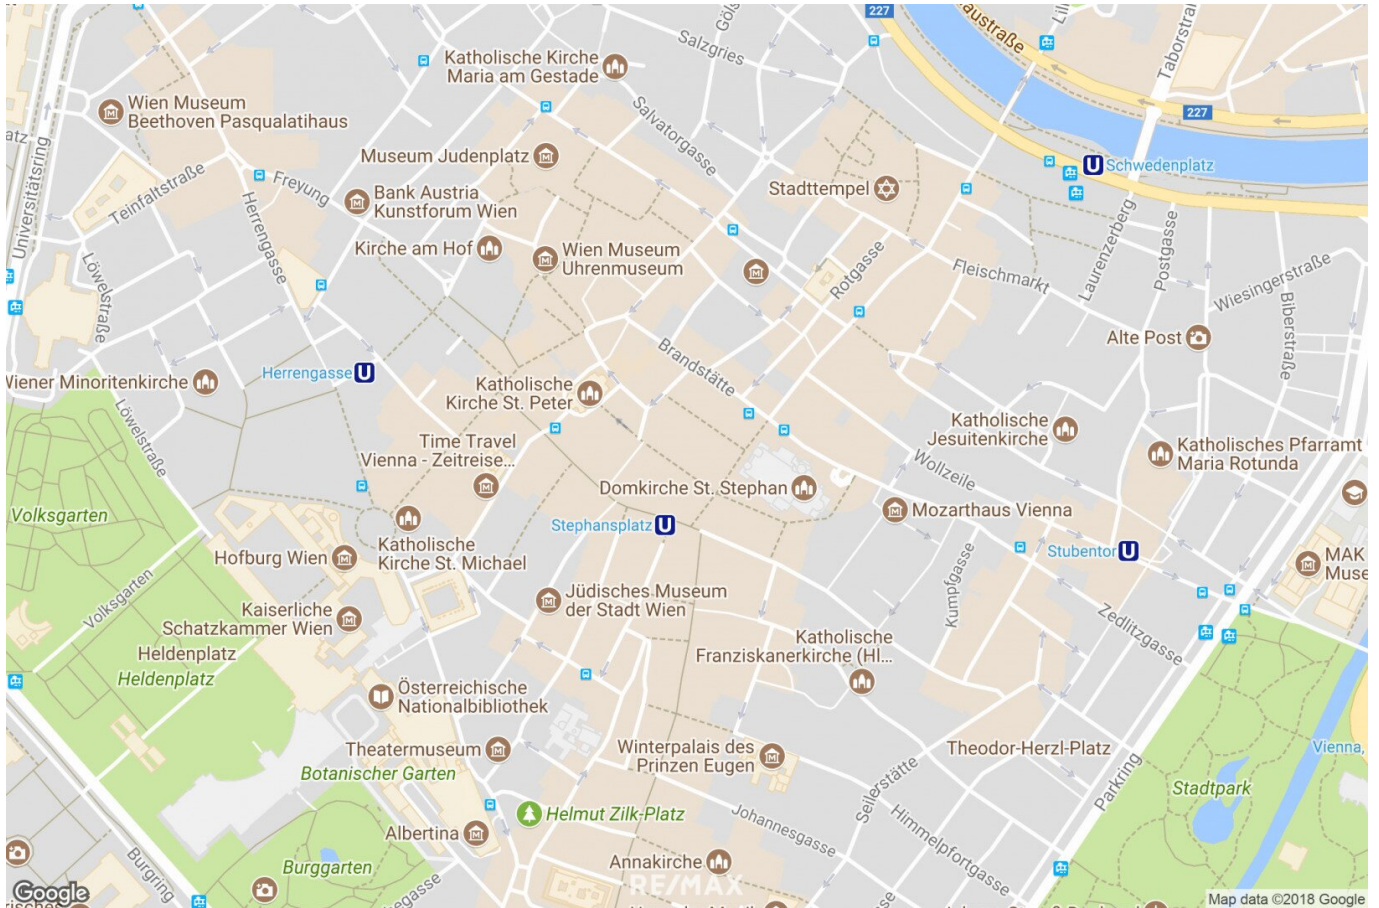 227
Salzgries
Katholische Kirche
Maria am Gestade
Taborstra
austraße
Wien Museum
Beethoven Pasqualatihaus
227
Salvatorgasse
Universitätsring
Museum Judenplatz
Schwedenplatz
Teinfaltstraße
Freyung
Bank Austria
Kunstforum Wien
Stadttempel
Herrengasse
Kirche am Hof
Wien Museum
Uhrenmuseum
Rotgasse
Fleischmarkt
Laurenzerberg
Postgasse
Wiesingerstraße
Löwelstraße
Biberstraße
Alte Post
Wiener Minoritenkirche
Herrengasse
Brandstätte
Katholische
Kirche St. Peter
Löwelstraße
Katholische
Jesuitenkirche
Time Travel
Vienna - Zeitreise...
Wollzeile
Katholisches Pfarramt
Maria Rotunda
Volksgarten
Domkirche St. Stephan
Mozarthaus Vienna
Stephansplatz
Stubentor
Hofburg Wien
Katholische
Kirche St. Michael
MAK
Muse
Volksgarten
Kumpfgasse
Jüdisches Museum
der Stadt Wien
Kaiserliche
Schatzkammer Wien
Zedlitzgasse
Heldenplatz
Heldenplatz
Katholische
Franziskanerkirche (Hl...
Österreichische
Nationalbibliothek
Theatermuseum
Winterpalais des
Prinzen Eugen
Theodor-Herzl-Platz
Vienna,
Botanischer Garten
Seilerstätte
Parkring
Stadtpark
Helmut Zilk-Platz
Johannesgasse
Himmelpfortgasse
Albertina
Burggarten
Burgring
Annakirche
RE/MAX
Google
Map data ©2018 Google